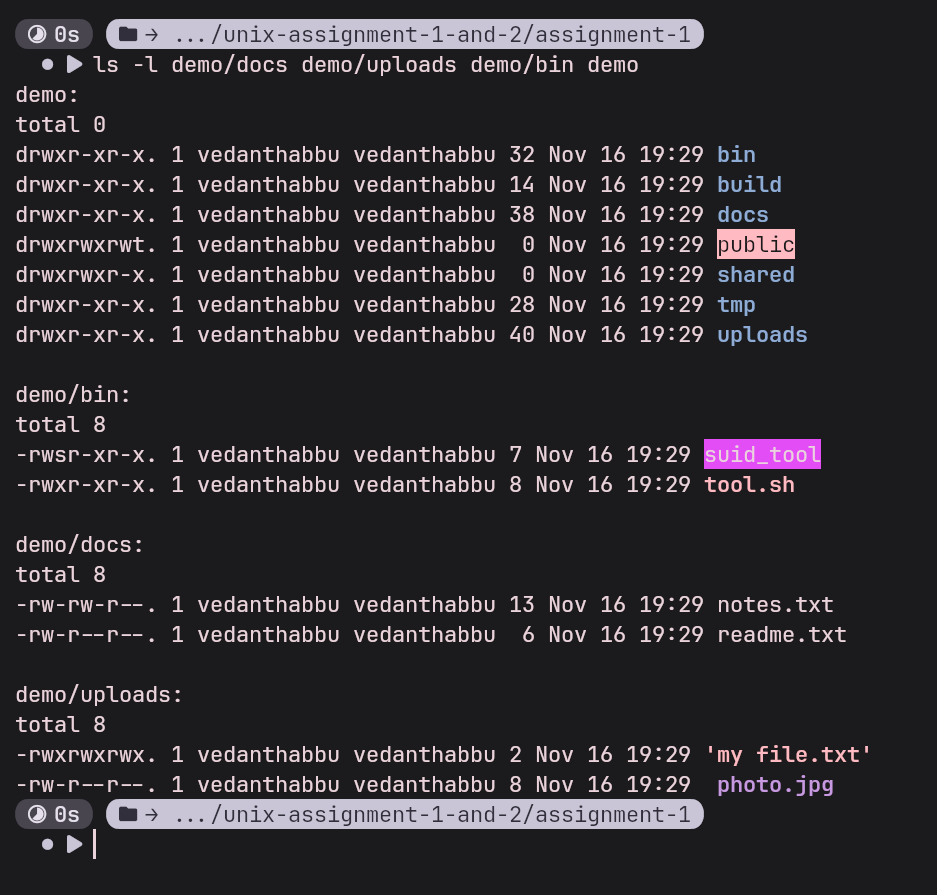 0s → .../unix-assignment-1-and-2/assignment-1
ls -l demo/docs demo/uploads demo/bin demo
demo:
total 0
drwxr-xr-x. 1 vedanthabbu vedanthabbu 32 Nov 16 19:29 bin
drwxr-xr-x. 1 vedanthabbu vedanthabbu 14 Nov 16 19:29 build
drwxr-xr-x. 1 vedanthabbu vedanthabbu 38 Nov 16 19:29 docs
drwxrwxrwt. 1 vedanthabbu vedanthabbu  0 Nov 16 19:29 public
drwxrwxr-x. 1 vedanthabbu vedanthabbu  0 Nov 16 19:29 shared
drwxr-xr-x. 1 vedanthabbu vedanthabbu 28 Nov 16 19:29 tmp
drwxr-xr-x. 1 vedanthabbu vedanthabbu 40 Nov 16 19:29 uploads
demo/bin:
total 8
-rwsr-xr-x. 1 vedanthabbu vedanthabbu 7 Nov 16 19:29 suid_tool
-rwxr-xr-x. 1 vedanthabbu vedanthabbu 8 Nov 16 19:29 tool.sh
demo/docs:
total 8
-rw-rw-r--. 1 vedanthabbu vedanthabbu 13 Nov 16 19:29 notes.txt
-rw-r--r--. 1 vedanthabbu vedanthabbu  6 Nov 16 19:29 readme.txt
demo/uploads:
total 8
-rwxrwxrwx. 1 vedanthabbu vedanthabbu 2 Nov 16 19:29 'my file.txt'
-rw-r--r--. 1 vedanthabbu vedanthabbu 8 Nov 16 19:29  photo.jpg
0s → .../unix-assignment-1-and-2/assignment-1